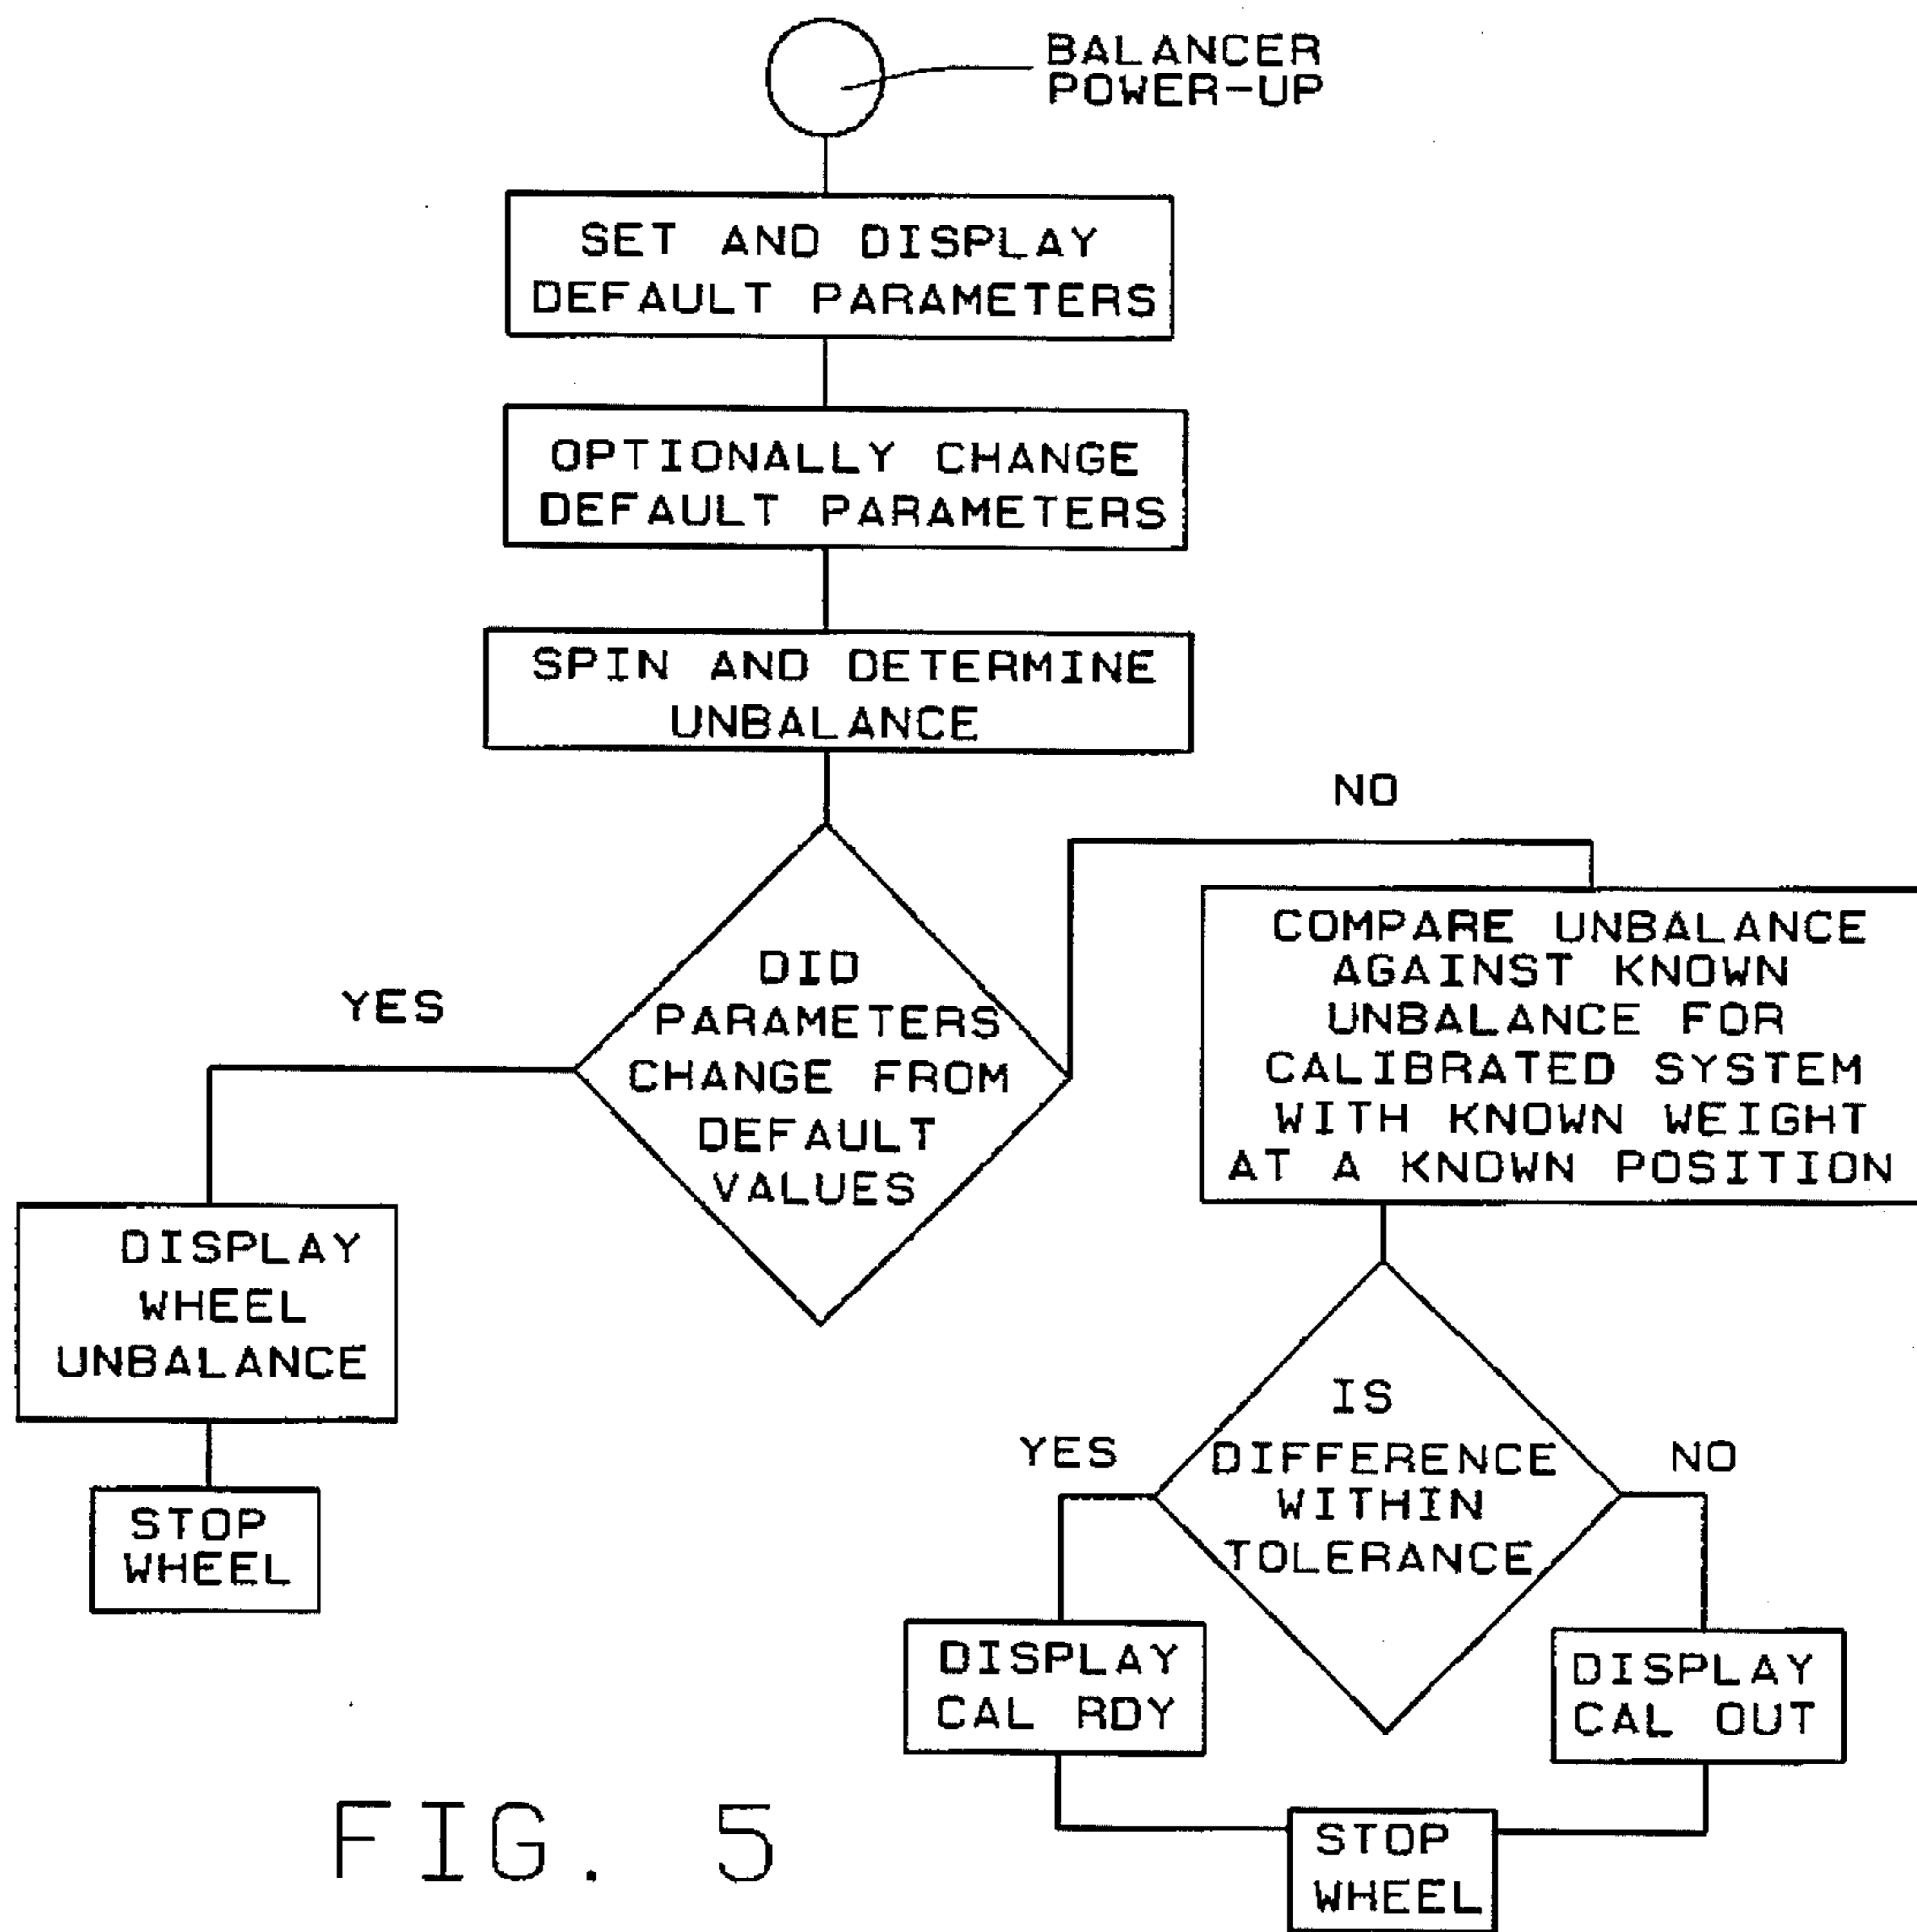 BALANCER
POWER-UP
SET AND DISPLAY
DEFAULT PARAMETERS
OPTIONALLY CHANGE
DEFAULT PARAMETERS
SPIN AND DETERMINE
UNBALANCE
NO
DID
PARAMETERS
CHANGE FROM
DEFAULT
VALUES
YES
COMPARE UNBALANCE
AGAINST KNOWN
UNBALANCE FOR
CALIBRATED SYSTEM
WITH KNOWN WEIGHT
AT A KNOWN POSITION
DISPLAY
WHEEL
UNBALANCE
STOP
WHEEL
IS
DIFFERENCE
WITHIN
TOLERANCE
YES
NO
DISPLAY
CAL RDY
DISPLAY
CAL OUT
STOP
WHEEL
FIG. 5